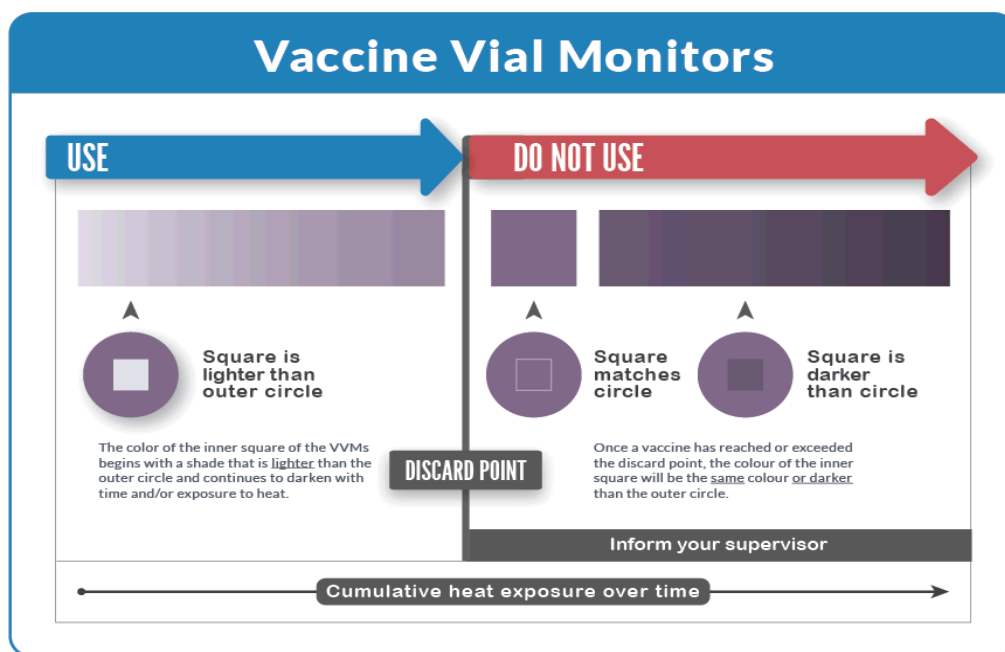 Vaccine Vial Monitors
USE
DO NOT USE
Square is
lighter than
outer circle
Square
matches
circle
Square is
darker
than circle
The color of the inner square of the VVMs
begins with a shade that is lighter than the
outer circle and continues to darken with
time and/or exposure to heat.
DISCARD POINT
Once a vaccine has reached or exceeded
the discard point, the colour of the inner
square will be the same colour or darker
than the outer circle.
Inform your supervisor
Cumulative heat exposure over time